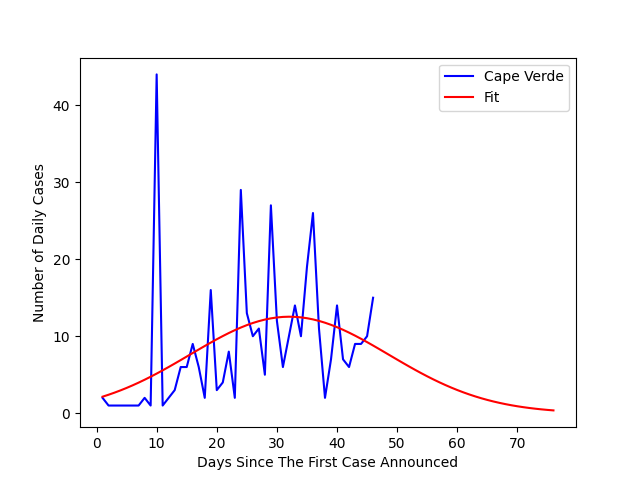 Cape Verde
Fit
40
30
20
10
0
Number of Daily Cases
0 10 20 30 40 50 60 70
Days Since The First Case Announced